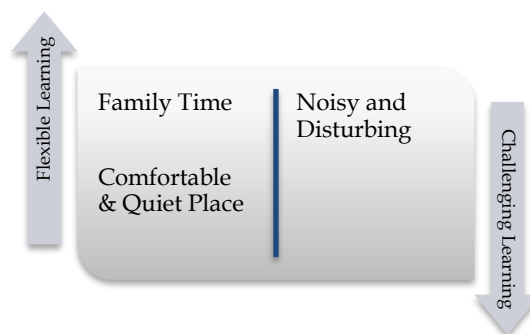 Flexible Learning
Family Time
Comfortable
& Quiet Place
Noisy and
Disturbing
Challenging Learning